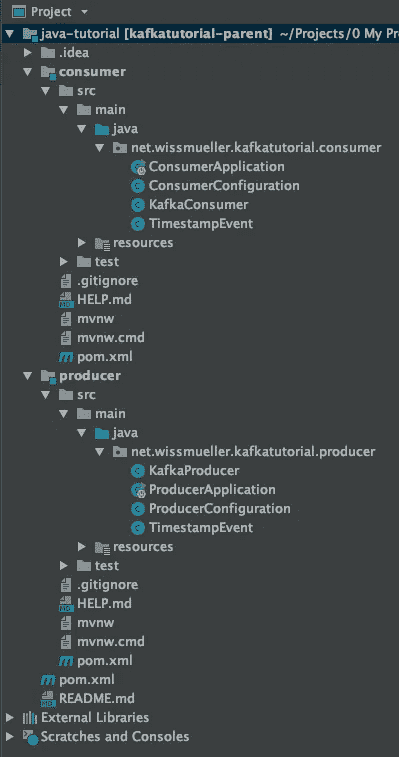 Project
java-tutorial [kafkatutorial-parent] ~/Projects/0 My Pr
.idea
consumer
src
main
java
net.wissmueller.kafkatutorial.consumer
ConsumerApplication
ConsumerConfiguration
KafkaConsumer
TimestampEvent
resources
test
.gitignore
HELP.md
mvnw
mvnw.cmd
pom.xml
producer
src
main
java
net.wissmueller.kafkatutorial.producer
KafkaProducer
ProducerApplication
ProducerConfiguration
TimestampEvent
resources
test
.gitignore
HELP.md
mvnw
mvnw.cmd
pom.xml
pom.xml
README.md
External Libraries
Scratches and Consoles